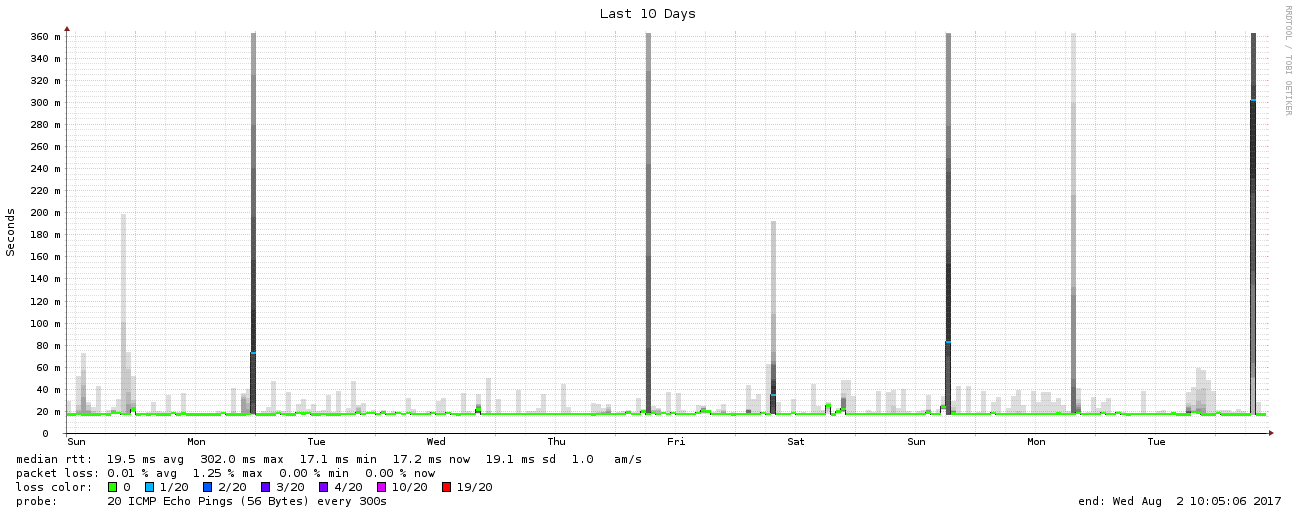 Last 10 Days
RRDTOOL / TOBI OETIKER
Seconds
360 m
340 m
320 m
300 m
280 m
260 m
240 m
220 m
200 m
180 m
160 m
140 m
120 m
100 m
80 m
60 m
40 m
20 m
0
Sun Mon Tue Wed Thu Fri Sat Sun Mon Tue
median rtt: 19.5 ms avg 302.0 ms max 17.1 ms min 17.2 ms now 19.1 ms sd 1.0 am/s
packet loss: 0.01 % avg 1.25 % max 0.00 % min 0.00 % now
loss color: 0 1/20 2/20 3/20 4/20 10/20 19/20
probe: 20 ICMP Echo Pings (56 Bytes) every 300s end: Wed Aug 2 10:05:06 2017